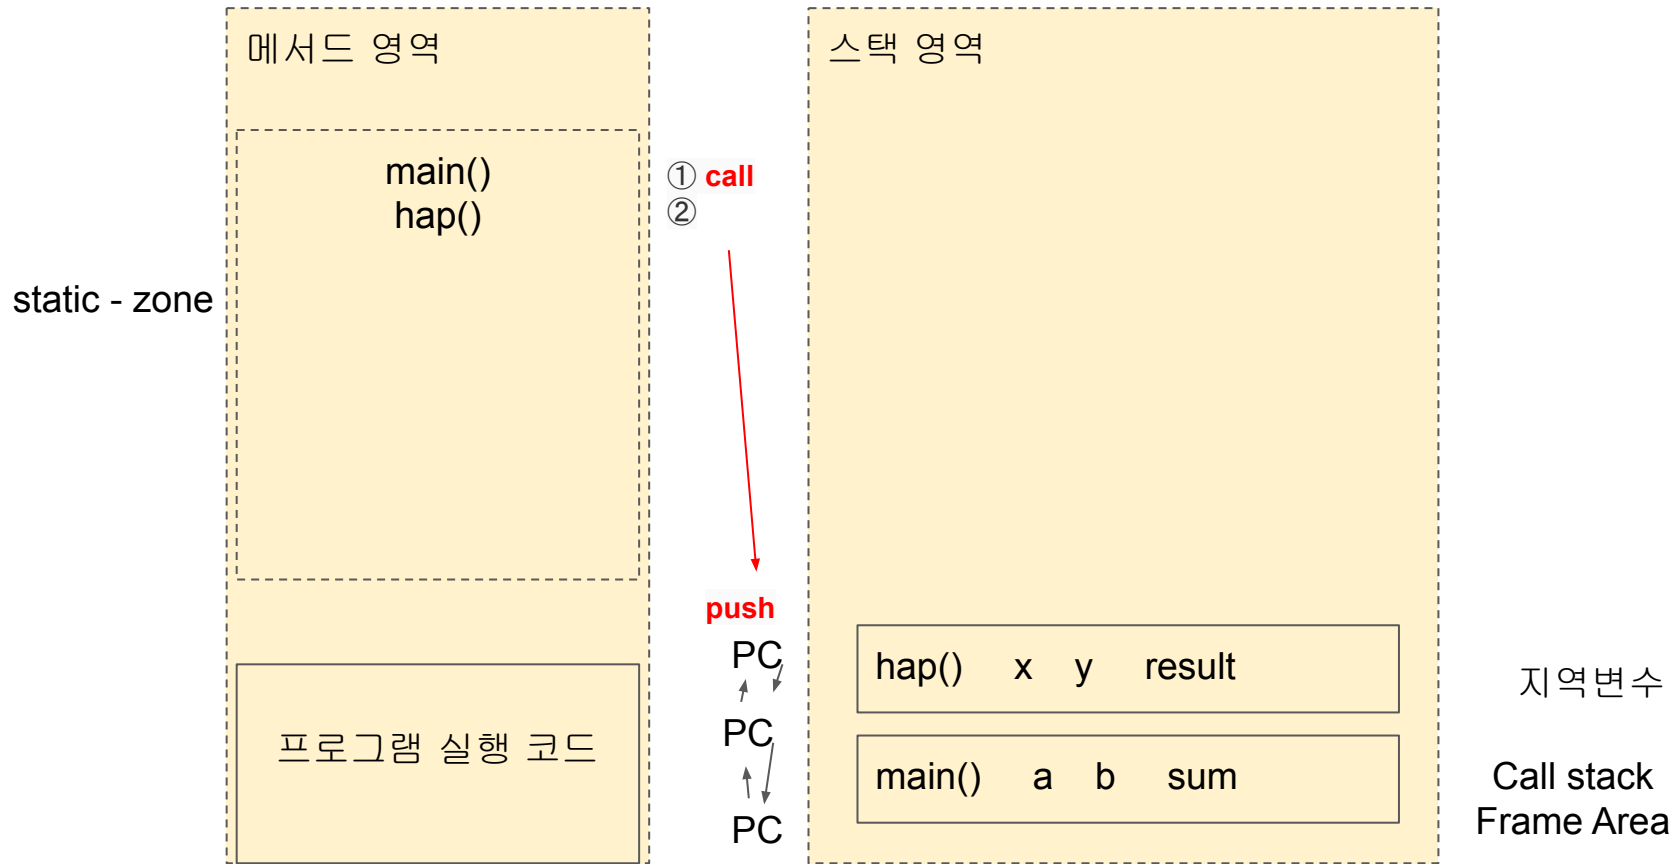 메서드 영역
main()
hap()
static - zone
프로그램 실행 코드
① call
②
push
PC
PC
PC
스택 영역
hap() x y result
main() a b sum
지역변수
Call stack
Frame Area